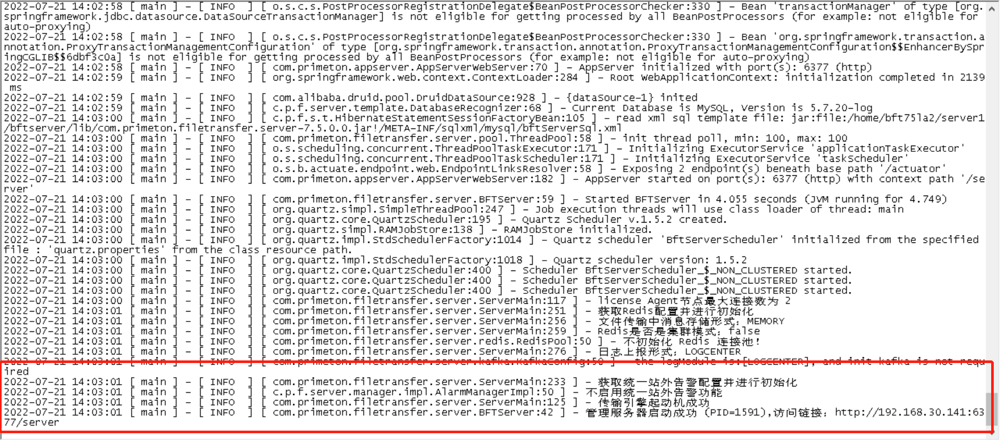 2022-07-21 14:02:58 [ main ] - [ INFO  ] [ o.s.c.s.PostProcessorRegistrationDelegate$BeanPostProcessorChecker:330 ] - Bean 'transactionManager' of type [org.
springframework.jdbc.datasource.DataSourceTransactionManager] is not eligible for getting processed by all BeanPostProcessors (for example: not eligible for
auto-proxying)
2022-07-21 14:02:58 [ main ] - [ INFO  ] [ o.s.c.s.PostProcessorRegistrationDelegate$BeanPostProcessorChecker:330 ] - Bean 'org.springframework.transaction.a
nnotation.ProxyTransactionManagementConfiguration' of type [org.springframework.transaction.annotation.ProxyTransactionManagementConfiguration$$EnhancerBySpr
ingCGLIB$$6dbf3c0a] is not eligible for getting processed by all BeanPostProcessors (for example: not eligible for auto-proxying)
2022-07-21 14:02:58 [ main ] - [ INFO  ] [ com.primeton.appserver.AppServerWebServer:70 ] - AppServer initialized with port(s): 6377 (http)
2022-07-21 14:02:59 [ main ] - [ INFO  ] [ org.springframework.web.context.ContextLoader:284 ] - Root WebApplicationContext: initialization completed in 2139
ms
2022-07-21 14:02:59 [ main ] - [ INFO  ] [ com.alibaba.druid.pool.DruidDataSource:928 ] - {dataSource-1} inited
2022-07-21 14:02:59 [ main ] - [ INFO  ] [ c.p.f.server.template.DatabaseRecognizer:68 ] - Current Database is MySQL, Version is 5.7.20-log
2022-07-21 14:03:00 [ main ] - [ INFO  ] [ c.p.f.s.t.HibernateStatementSessionFactoryBean:105 ] - read xml sql template file: jar:file:/home/bft75la2/server1
/bftserver/lib/com.primeton.filetransfer.server-7.5.0.0.jar!/META-INF/sqlxml/mysql/bftServerSql.xml
2022-07-21 14:03:00 [ main ] - [ INFO  ] [ com.primeton.filetransfer.server.pool.ThreadPool:58 ] - init thread poll, min: 100, max: 100
2022-07-21 14:03:00 [ main ] - [ INFO  ] [ o.s.scheduling.concurrent.ThreadPoolTaskExecutor:171 ] - Initializing ExecutorService 'applicationTaskExecutor'
2022-07-21 14:03:00 [ main ] - [ INFO  ] [ o.s.scheduling.concurrent.ThreadPoolTaskScheduler:171 ] - Initializing ExecutorService 'taskScheduler'
2022-07-21 14:03:00 [ main ] - [ INFO  ] [ o.s.b.actuate.endpoint.web.EndpointLinksResolver:58 ] - Exposing 2 endpoint(s) beneath base path '/actuator'
2022-07-21 14:03:00 [ main ] - [ INFO  ] [ com.primeton.appserver.AppServerWebServer:182 ] - AppServer started on port(s): 6377 (http) with context path '/se
rver'
2022-07-21 14:03:00 [ main ] - [ INFO  ] [ com.primeton.filetransfer.server.BFTServer:59 ] - Started BFTServer in 4.055 seconds (JVM running for 4.749)
2022-07-21 14:03:00 [ main ] - [ INFO  ] [ org.quartz.simpl.SimpleThreadPool:247 ] - Job execution threads will use class loader of thread: main
2022-07-21 14:03:00 [ main ] - [ INFO  ] [ org.quartz.core.QuartzScheduler:195 ] - Quartz Scheduler v.1.5.2 created.
2022-07-21 14:03:00 [ main ] - [ INFO  ] [ org.quartz.simpl.RAMJobStore:138 ] - RAMJobStore initialized.
2022-07-21 14:03:00 [ main ] - [ INFO  ] [ org.quartz.impl.StdSchedulerFactory:1014 ] - Quartz scheduler 'BftServerScheduler' initialized from the specified
file : 'quartz.properties' from the class resource path.
2022-07-21 14:03:00 [ main ] - [ INFO  ] [ org.quartz.impl.StdSchedulerFactory:1018 ] - Quartz scheduler version: 1.5.2
2022-07-21 14:03:00 [ main ] - [ INFO  ] [ org.quartz.core.QuartzScheduler:400 ] - Scheduler BftServerScheduler_$_NON_CLUSTERED started.
2022-07-21 14:03:00 [ main ] - [ INFO  ] [ org.quartz.core.QuartzScheduler:400 ] - Scheduler BftServerScheduler_$_NON_CLUSTERED started.
2022-07-21 14:03:00 [ main ] - [ INFO  ] [ org.quartz.core.QuartzScheduler:400 ] - Scheduler BftServerScheduler_$_NON_CLUSTERED started.
2022-07-21 14:03:00 [ main ] - [ INFO  ] [ com.primeton.filetransfer.server.ServerMain:117 ] - license Agent节点最大连接数为 2
2022-07-21 14:03:01 [ main ] - [ INFO  ] [ com.primeton.filetransfer.server.ServerMain:251 ] - 获取Redis配置并进行初始化
2022-07-21 14:03:01 [ main ] - [ INFO  ] [ com.primeton.filetransfer.server.ServerMain:256 ] - 文件传输中消息存储形式：MEMORY
2022-07-21 14:03:01 [ main ] - [ INFO  ] [ com.primeton.filetransfer.server.ServerMain:259 ] - Redis是否是集群模式：false
2022-07-21 14:03:01 [ main ] - [ INFO  ] [ com.primeton.filetransfer.server.redis.RedisPool:50 ] - 不初始化 Redis 连接池！
2022-07-21 14:03:01 [ main ] - [ INFO  ] [ com.primeton.filetransfer.server.ServerMain:276 ] - 日志上报形式：LOGCENTER
2022-07-21 14:03:01 [ main ] - [ INFO  ] [ com.primeton.filetransfer.server.kafka.KafkaConfig:50 ] - the logModule is:[LOGCENTER], and init kafka is not requ
ired
2022-07-21 14:03:01 [ main ] - [ INFO  ] [ com.primeton.filetransfer.server.ServerMain:233 ] - 获取统一站外告警配置并进行初始化
2022-07-21 14:03:01 [ main ] - [ INFO  ] [ c.p.f.server.manager.impl.AlarmManagerImpl:50 ] - 不启用统一站外告警功能
2022-07-21 14:03:01 [ main ] - [ INFO  ] [ com.primeton.filetransfer.server.ServerMain:125 ] - 传输引擎起动机成功
2022-07-21 14:03:01 [ main ] - [ INFO  ] [ com.primeton.filetransfer.server.BFTServer:42 ] - 管理服务器启动成功 (PID=1591),访问链接：http://192.168.30.141:63
77/server